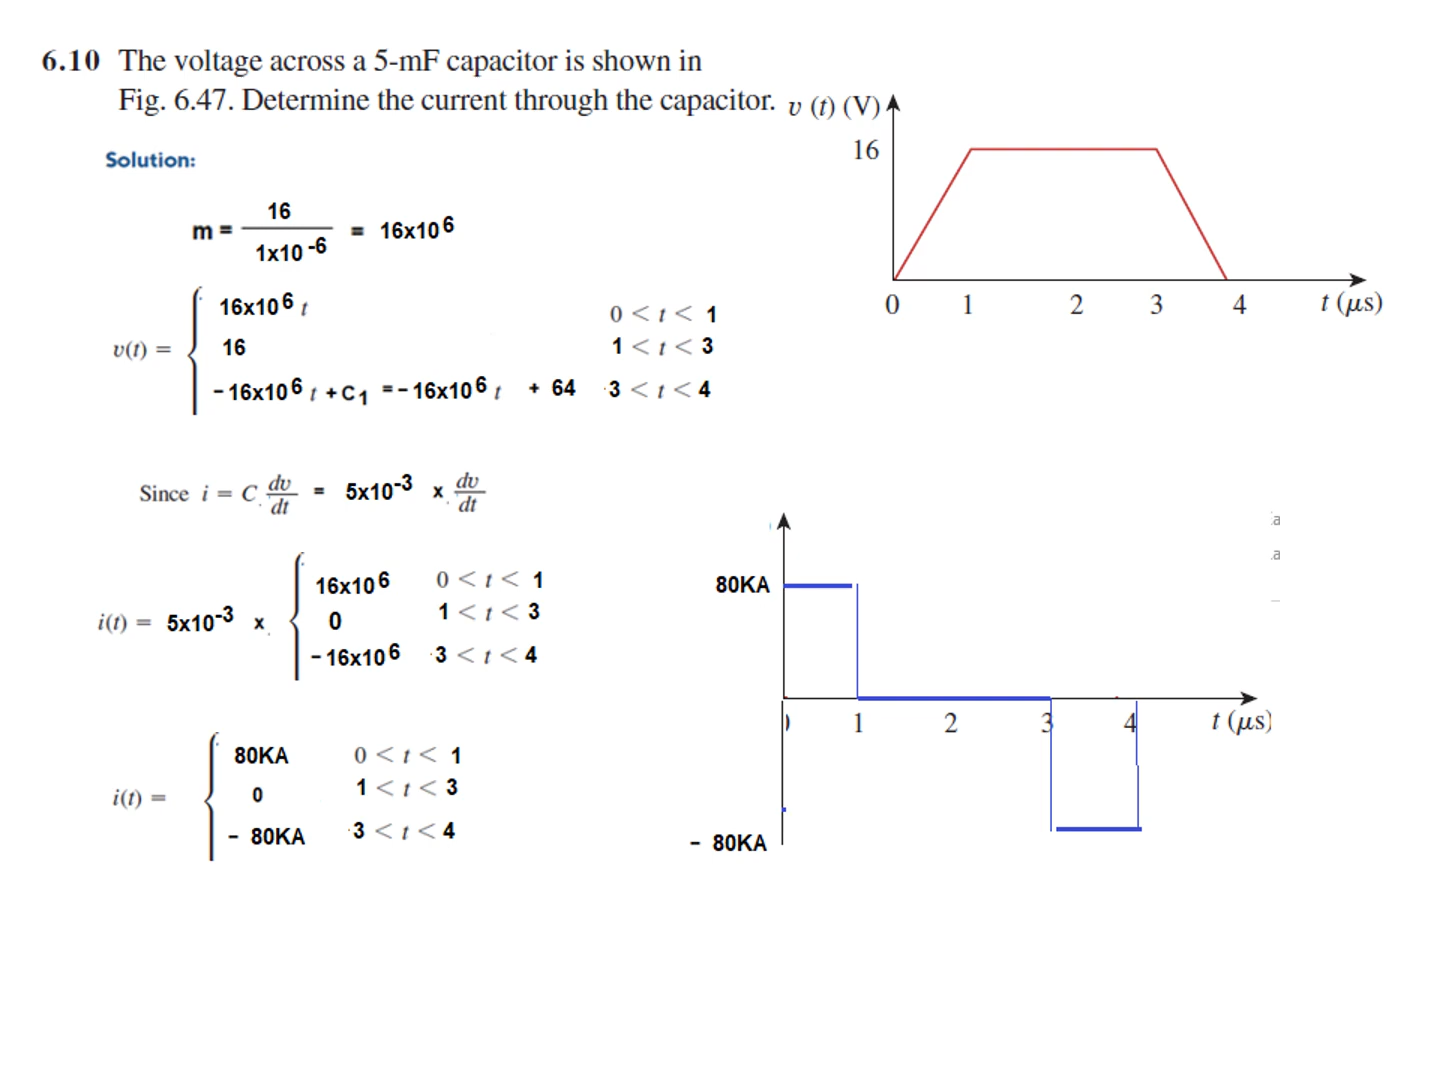 6.10 The voltage across a 5-mF capacitor is shown in
Fig. 6.47. Determine the current through the capacitor.
v (t) (V)
16
0 1 2 3 4 t (μs)
Solution:
m = 16 / 1x10^-6 = 16x10^6
v(t) = { 16x10^6 t 0 < t < 1
16 1 < t < 3
- 16x10^6 t + C1 = - 16x10^6 t + 64 3 < t < 4
Since i = C dv/dt = 5x10^-3 x dv/dt
i(t) = 5x10^-3 x { 16x10^6 0 < t < 1
0 1 < t < 3
- 16x10^6 3 < t < 4
i(t) = { 80KA 0 < t < 1
0 1 < t < 3
- 80KA 3 < t < 4
80KA
1 2 3 4 t (μs)
- 80KA
a
a